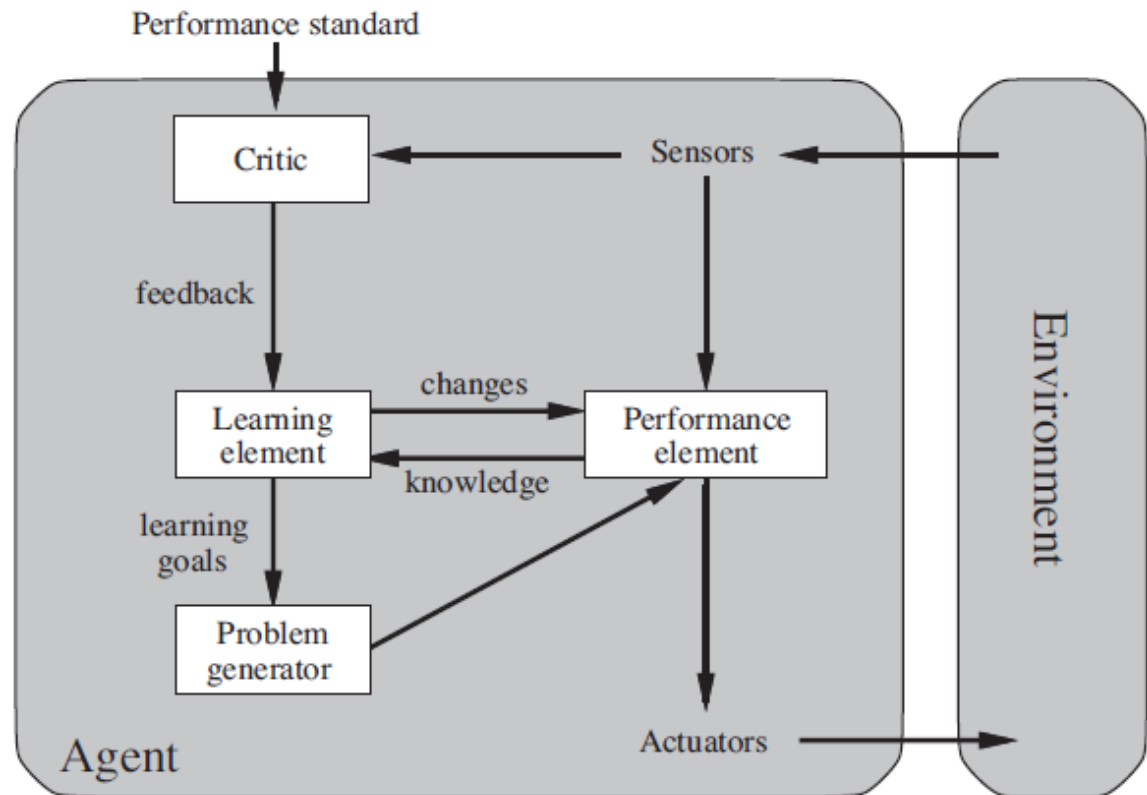 Performance standard
Critic
Sensors
feedback
changes
Learning
element
Performance
element
knowledge
learning
goals
Problem
generator
Agent
Actuators
Environment